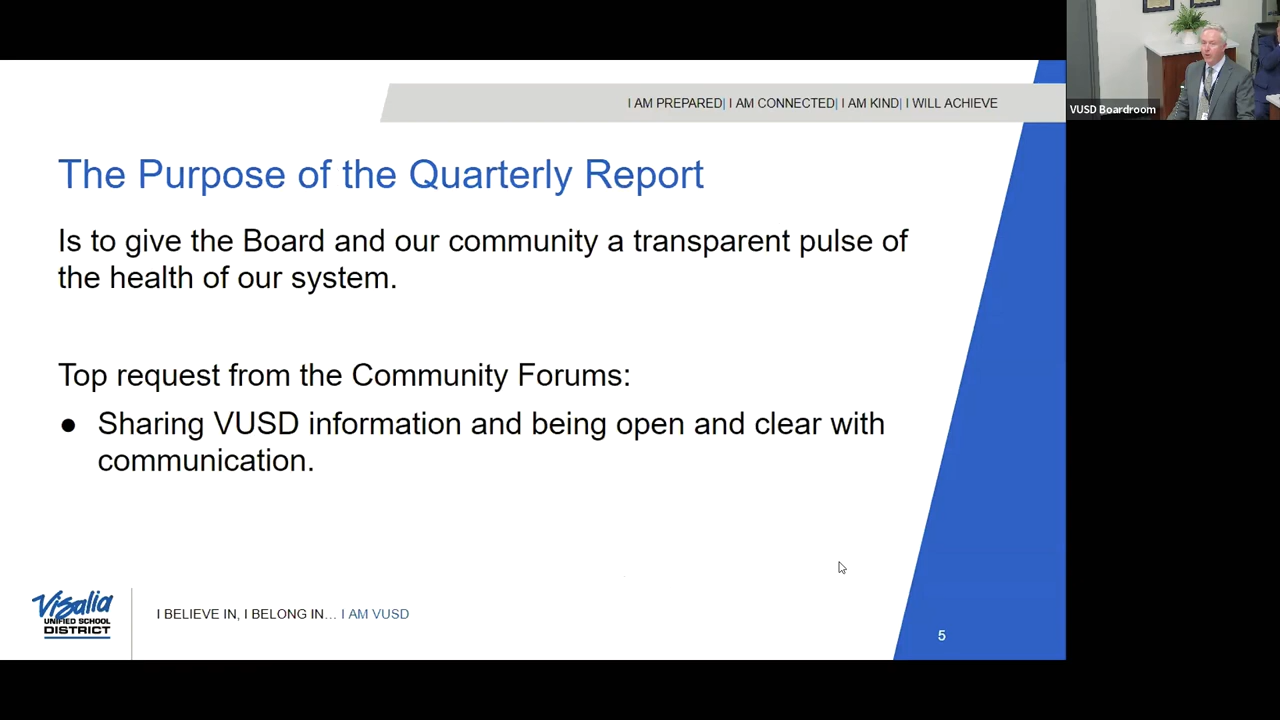 I AM PREPARED| I AM CONNECTED| I AM KIND| I WILL ACHIEVE
VUSD Boardroom
The Purpose of the Quarterly Report
Is to give the Board and our community a transparent pulse of
the health of our system.
Top request from the Community Forums:
● Sharing VUSD information and being open and clear with
communication.
Visalia
UNIFIED SCHOOL
DISTRICT
I BELIEVE IN, I BELONG IN... I AM VUSD
5